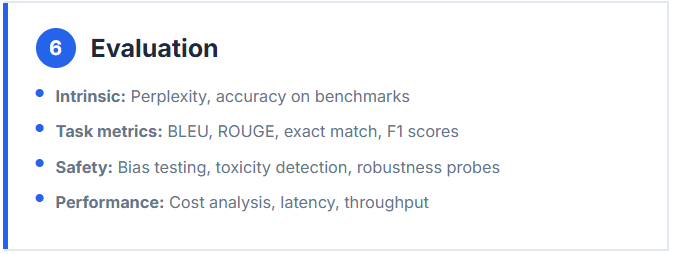 6 Evaluation
Intrinsic: Perplexity, accuracy on benchmarks
Task metrics: BLEU, ROUGE, exact match, F1 scores
Safety: Bias testing, toxicity detection, robustness probes
Performance: Cost analysis, latency, throughput